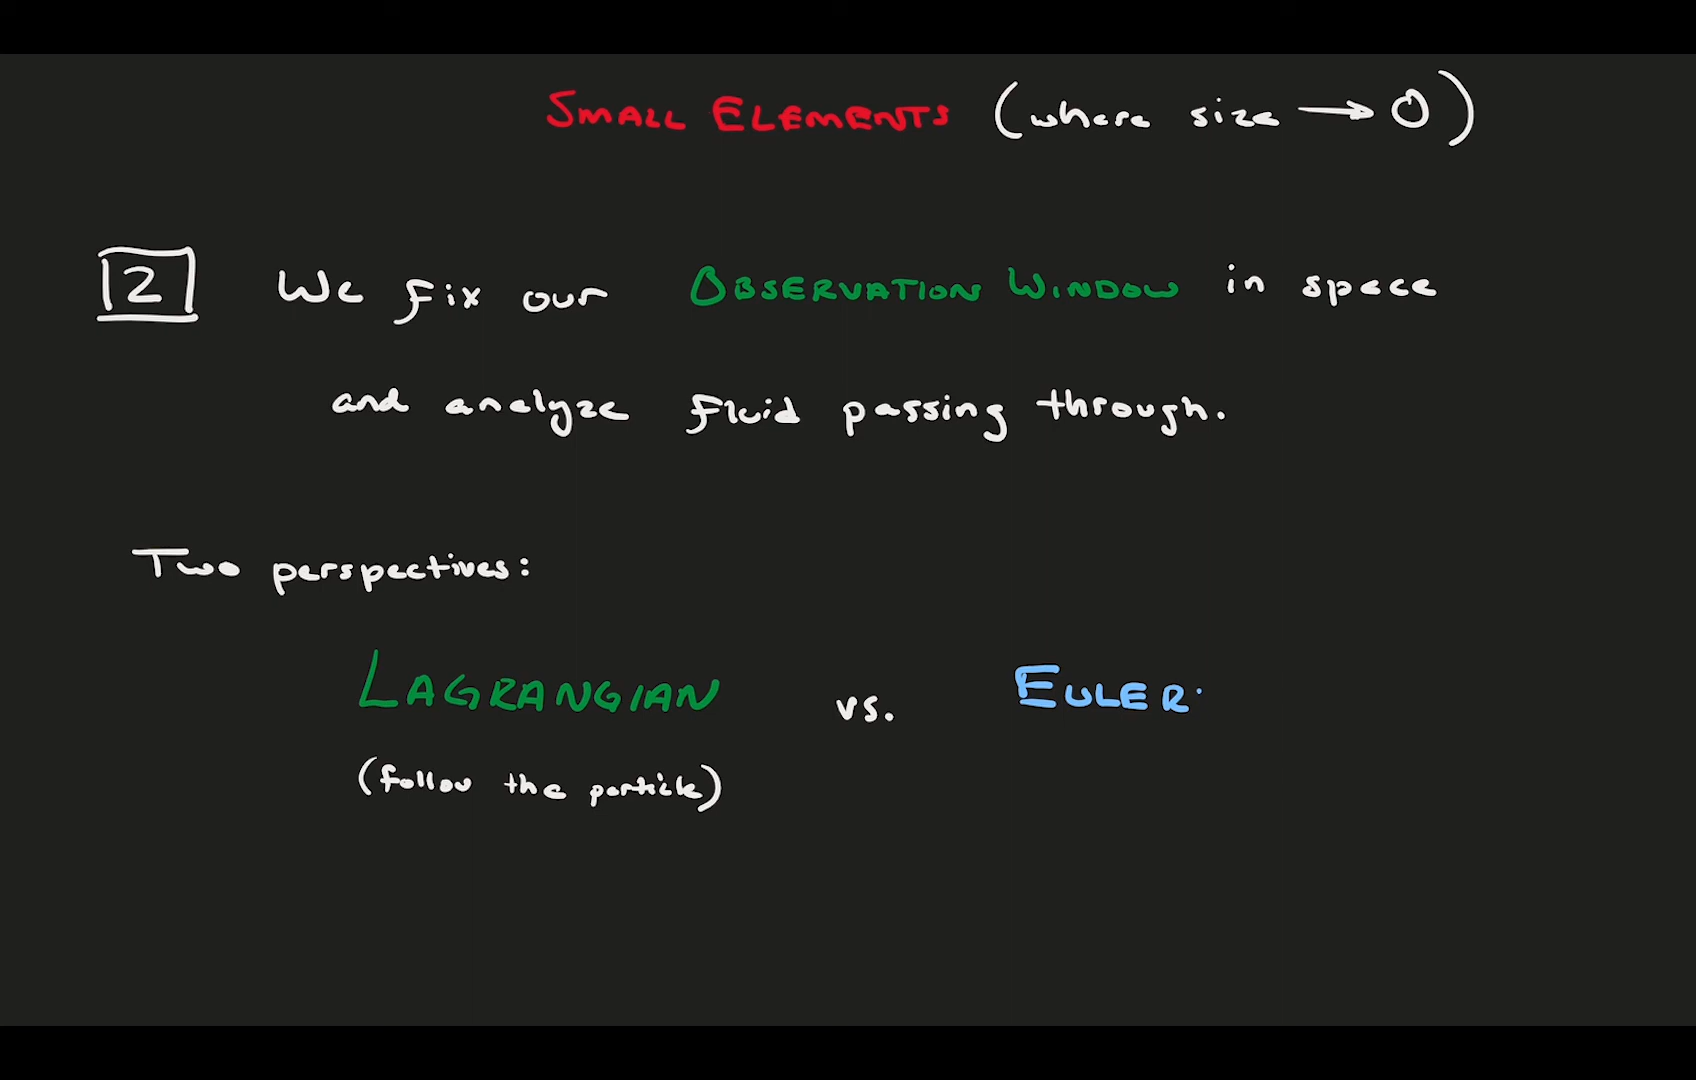 SMALL ELEMENTS (where size → 0)
2 We fix our OBSERVATION WINDOW in space
and analyze fluid passing through.
Two perspectives:
LAGRANGIAN vs. EULER
(follow the particle)